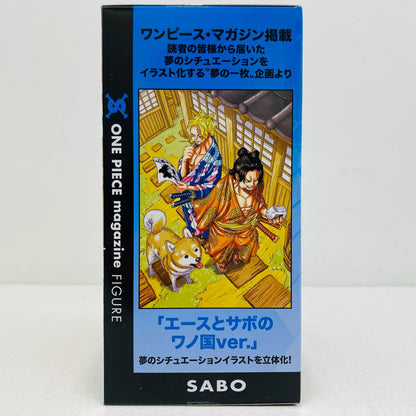 ワンピース・マガジン掲載
読者の皆様から届いた
夢のシチュエーションを
イラスト化する"夢の一枚"企画より
ONE PIECE magazine FIGURE
「エースとサボの
ワノ国ver.」
夢のシチュエーションイラストを立体化!
SABO